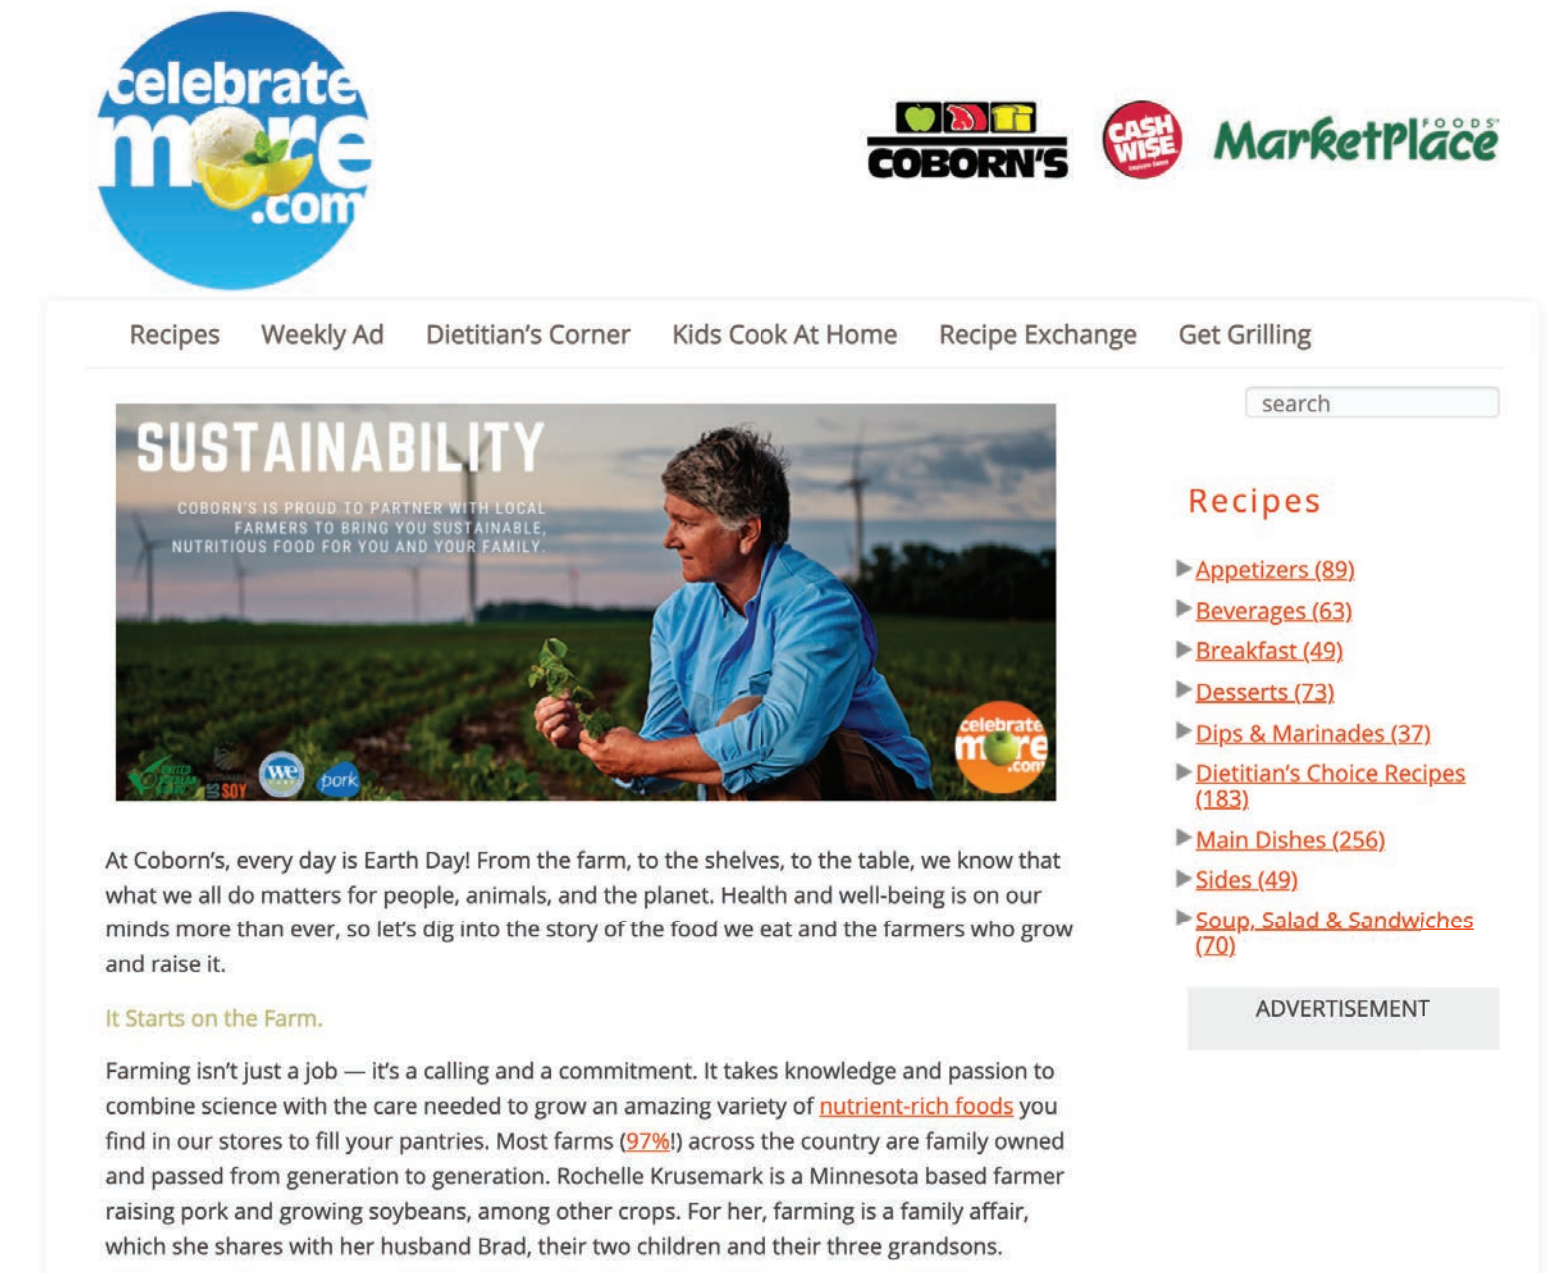 celebrate
more
.com
COBORN'S
CASH
WISE
MarketPlace
FOODS
Recipes
Weekly Ad
Dietitian's Corner
Kids Cook At Home
Recipe Exchange
Get Grilling
search
SUSTAINABILITY
COBORN'S IS PROUD TO PARTNER WITH LOCAL
FARMERS TO BRING YOU SUSTAINABLE,
NUTRITIOUS FOOD FOR YOU AND YOUR FAMILY.
US
SOY
we
pork
celebrate
more
.com
At Coborn's, every day is Earth Day! From the farm, to the shelves, to the table, we know that
what we all do matters for people, animals, and the planet. Health and well-being is on our
minds more than ever, so let's dig into the story of the food we eat and the farmers who grow
and raise it.
It Starts on the Farm.
Farming isn't just a job — it's a calling and a commitment. It takes knowledge and passion to
combine science with the care needed to grow an amazing variety of nutrient-rich foods you
find in our stores to fill your pantries. Most farms (97%!) across the country are family owned
and passed from generation to generation. Rochelle Krusemark is a Minnesota based farmer
raising pork and growing soybeans, among other crops. For her, farming is a family affair,
which she shares with her husband Brad, their two children and their three grandsons.
Recipes
Appetizers (89)
Beverages (63)
Breakfast (49)
Desserts (73)
Dips & Marinades (37)
Dietitian's Choice Recipes
(183)
Main Dishes (256)
Sides (49)
Soup, Salad & Sandwiches
(70)
ADVERTISEMENT